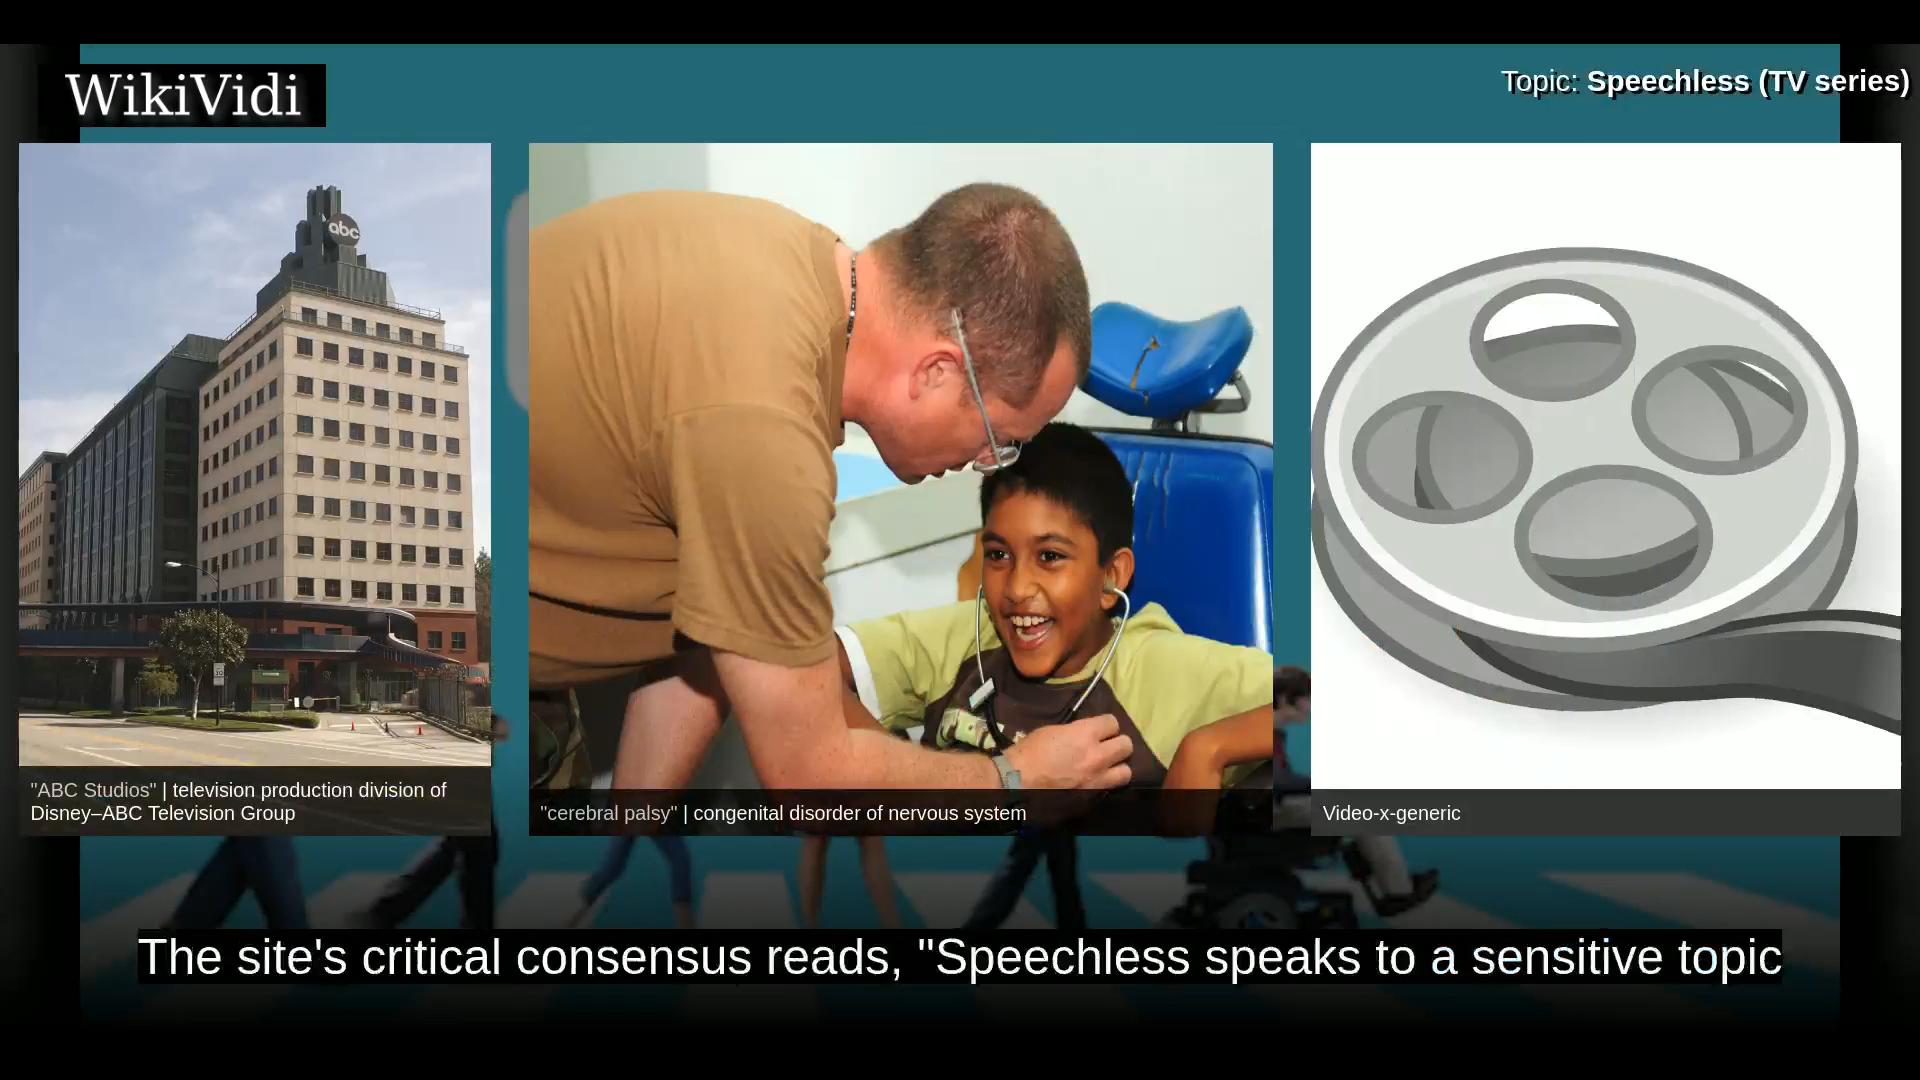 WikiVidi
Topic: Speechless (TV series)
abc
"ABC Studios" | television production division of
Disney–ABC Television Group
"cerebral palsy" | congenital disorder of nervous system
Video-x-generic
The site's critical consensus reads, "Speechless speaks to a sensitive topic